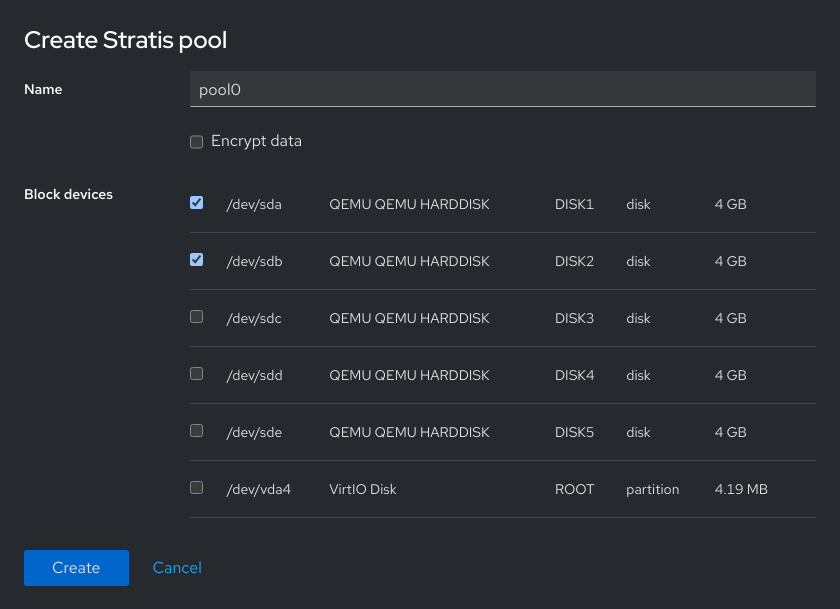 Create Stratis pool
Name pool0
Encrypt data
Block devices /dev/sda QEMU QEMU HARDDISK DISK1 disk 4 GB
/dev/sdb QEMU QEMU HARDDISK DISK2 disk 4 GB
/dev/sdc QEMU QEMU HARDDISK DISK3 disk 4 GB
/dev/sdd QEMU QEMU HARDDISK DISK4 disk 4 GB
/dev/sde QEMU QEMU HARDDISK DISK5 disk 4 GB
/dev/vda4 VirtIO Disk ROOT partition 4.19 MB
Create Cancel